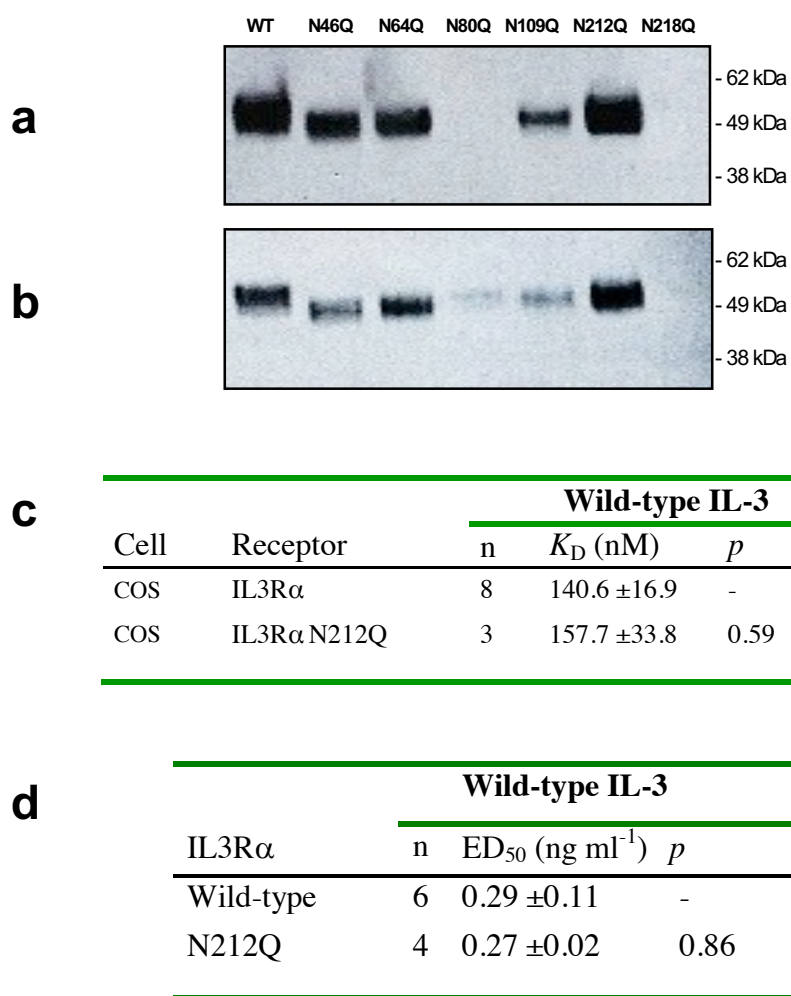 WT N46Q N64Q N80Q N109Q N212Q N218Q
a
- 62 kDa
- 49 kDa
- 38 kDa
b
- 62 kDa
- 49 kDa
- 38 kDa
c
Wild-type IL-3
Cell Receptor n K_D (nM) p
COS IL3Rα 8 140.6 ±16.9 -
COS IL3Rα N212Q 3 157.7 ±33.8 0.59
d
Wild-type IL-3
IL3Rα n ED₅₀ (ng ml⁻¹) p
Wild-type 6 0.29 ±0.11 -
N212Q 4 0.27 ±0.02 0.86